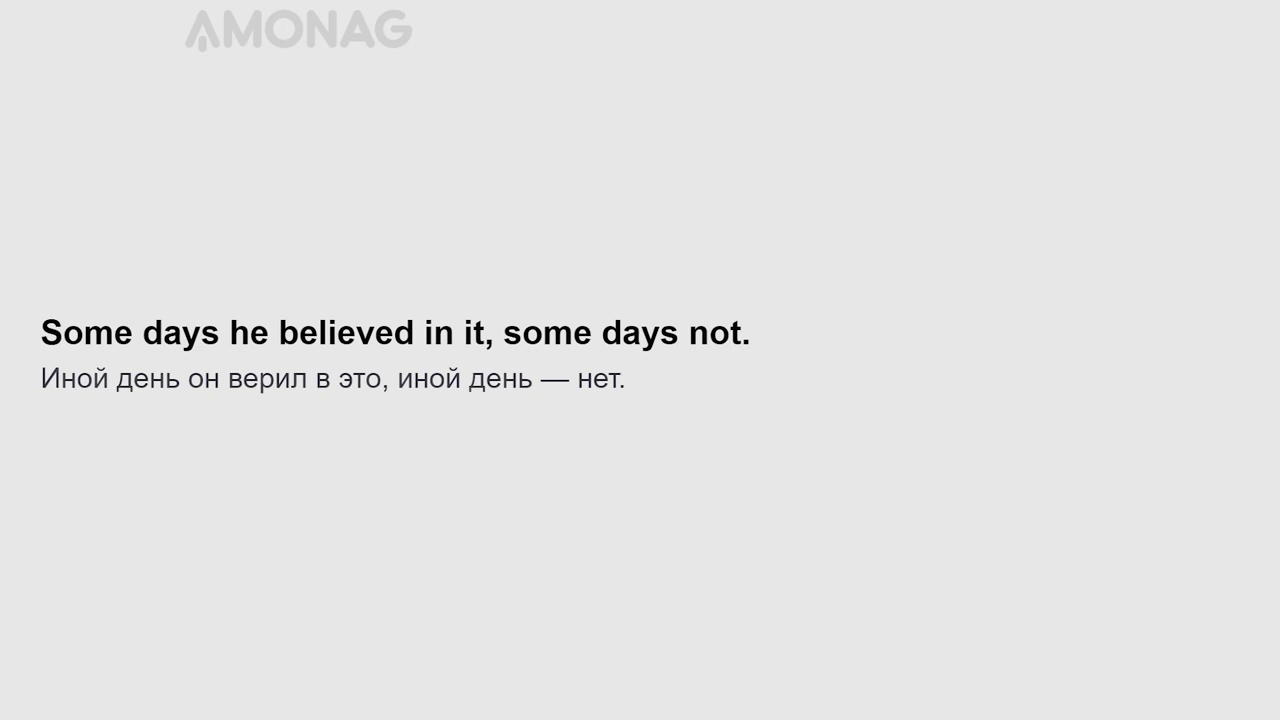 AMONAG
Some days he believed in it, some days not.
Иной день он верил в это, иной день — нет.